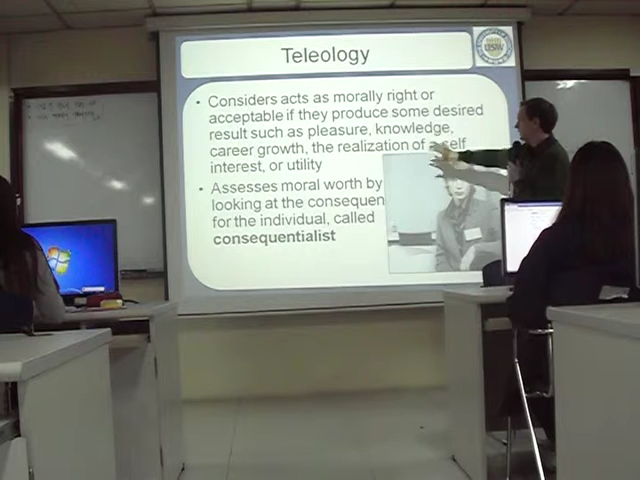 Teleology
• Considers acts as morally right or
acceptable if they produce some desired
result such as pleasure, knowledge,
career growth, the realization of a self
interest, or utility
• Assesses moral worth by
looking at the consequen
for the individual, called
consequentialist